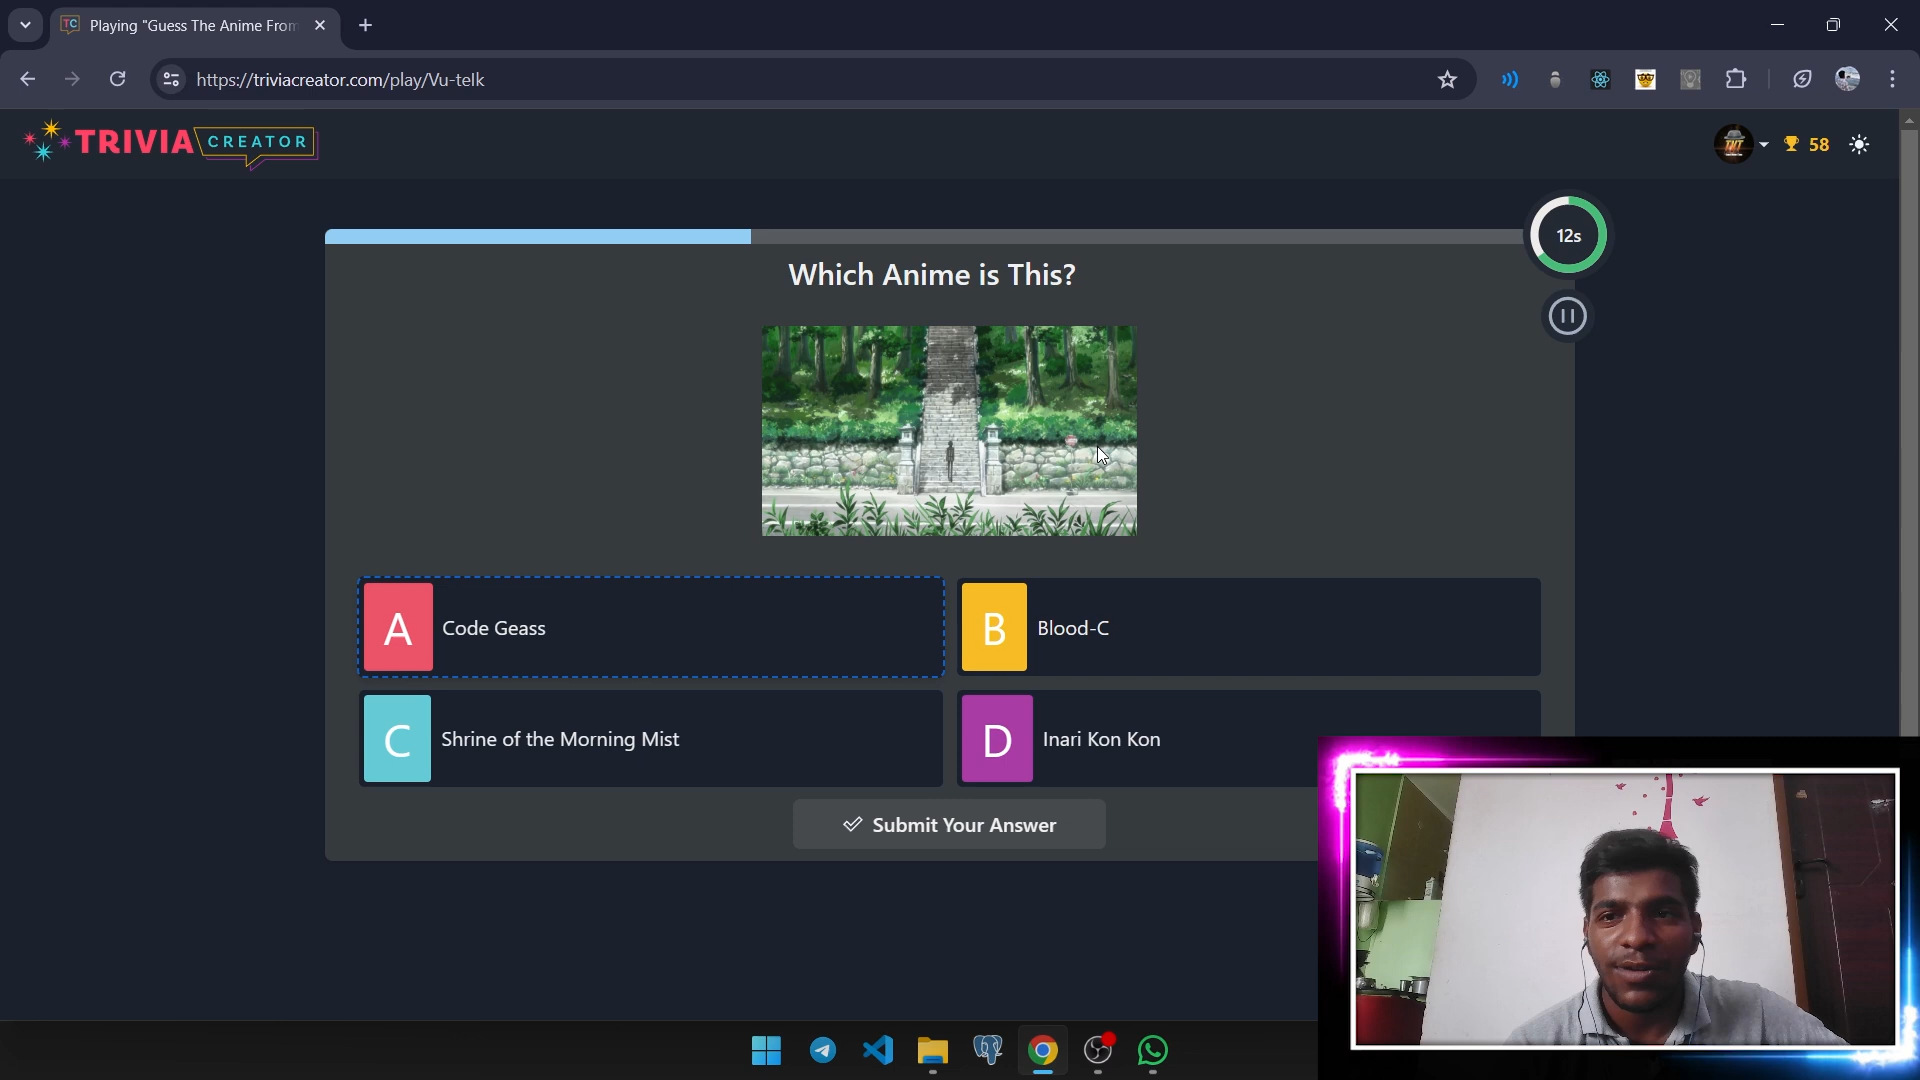 Playing "Guess The Anime From
https://triviacreator.com/play/Vu-telk
TRIVIA CREATOR
58
12s
Which Anime is This?
A Code Geass
B Blood-C
C Shrine of the Morning Mist
D Inari Kon Kon
Submit Your Answer